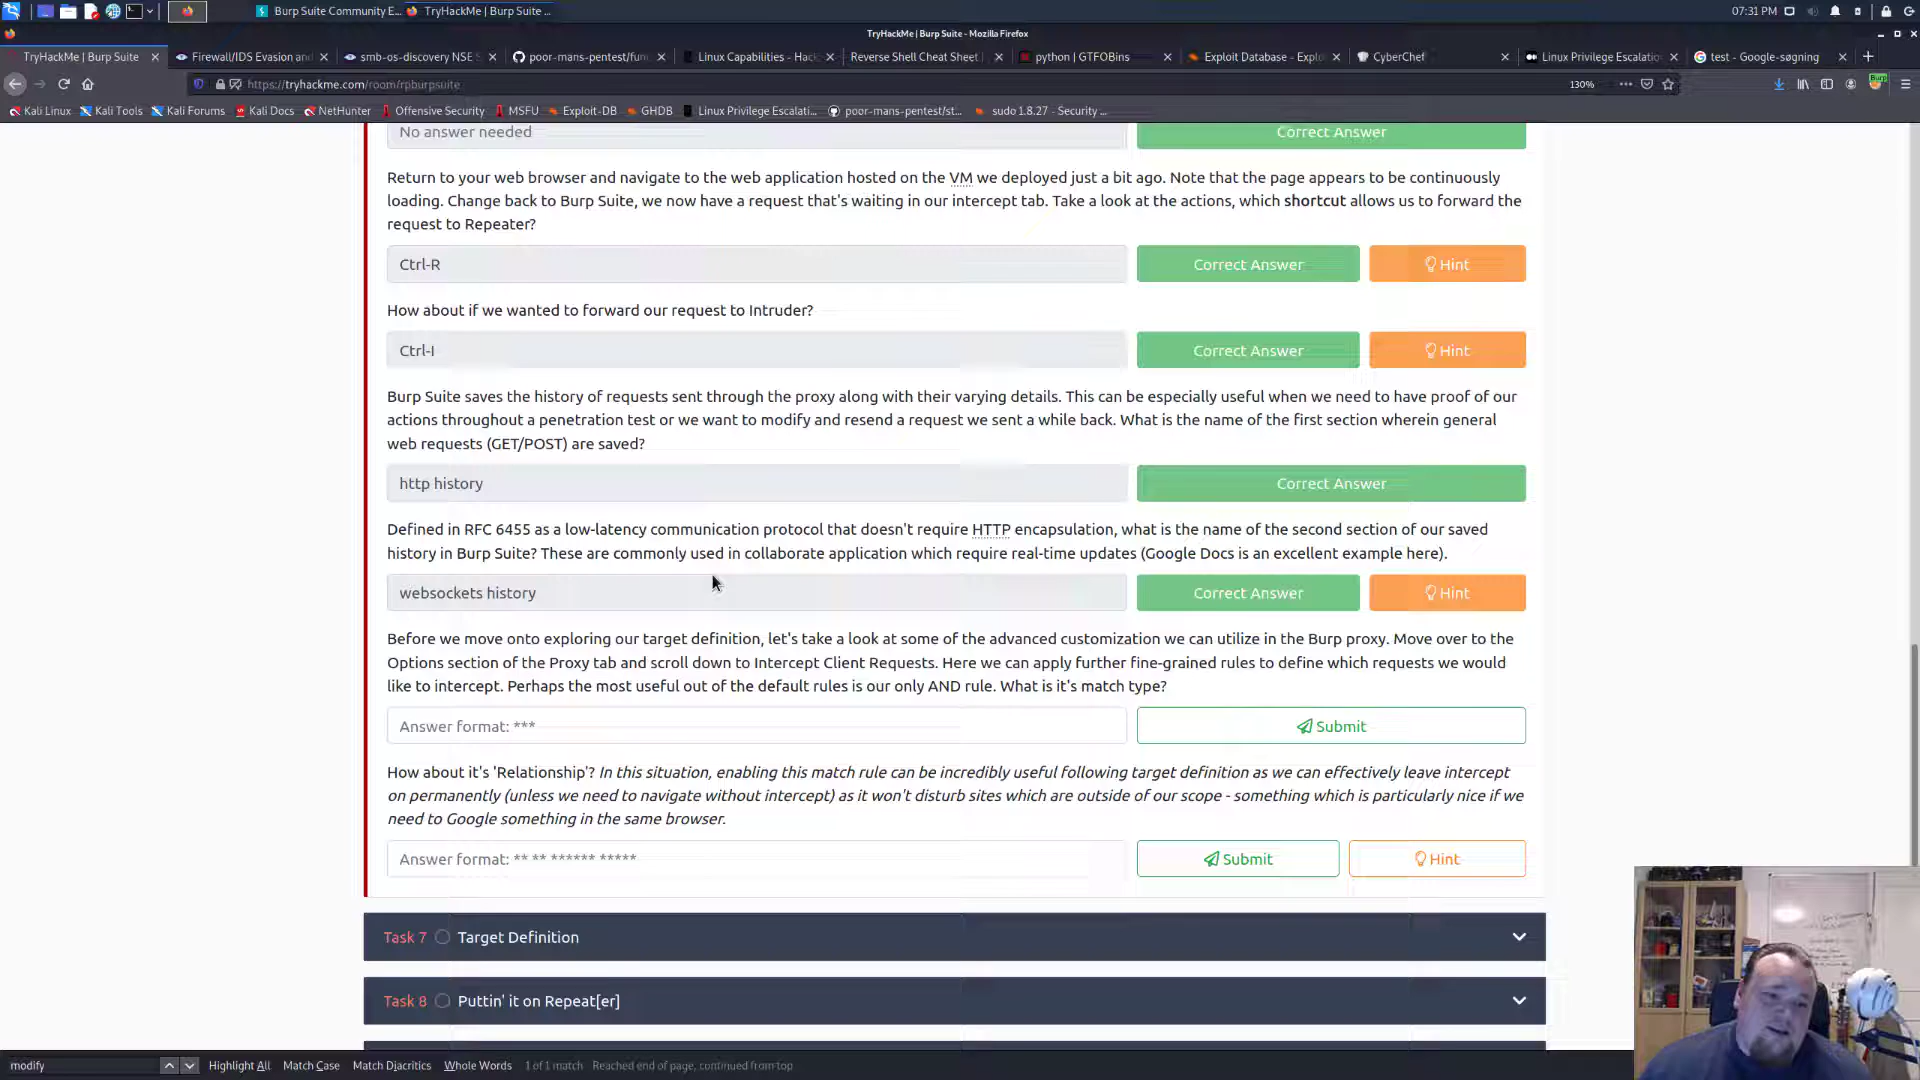 07:31 PM
Burp Suite Community E...
TryHackMe | Burp Suite ...
TryHackMe | Burp Suite - Mozilla Firefox
TryHackMe | Burp Suite
Firewall/IDS Evasion and
smb-os-discovery NSE S
poor-mans-pentest/fun
Linux Capabilities - Hac
Reverse Shell Cheat Sheet
python | GTFOBins
Exploit Database - Explo
CyberChef
Linux Privilege Escalatio
test - Google-søgning
https://tryhackme.com/room/rpburpsuite
130%
Burp
Kali Linux
Kali Tools
Kali Forums
Kali Docs
NetHunter
Offensive Security
MSFU
Exploit-DB
GHDB
Linux Privilege Escalati...
poor-mans-pentest/st...
sudo 1.8.27 - Security ...
No answer needed
Correct Answer
Return to your web browser and navigate to the web application hosted on the VM we deployed just a bit ago. Note that the page appears to be continuously
loading. Change back to Burp Suite, we now have a request that's waiting in our intercept tab. Take a look at the actions, which shortcut allows us to forward the
request to Repeater?
Ctrl-R
Correct Answer
Hint
How about if we wanted to forward our request to Intruder?
Ctrl-I
Correct Answer
Hint
Burp Suite saves the history of requests sent through the proxy along with their varying details. This can be especially useful when we need to have proof of our
actions throughout a penetration test or we want to modify and resend a request we sent a while back. What is the name of the first section wherein general
web requests (GET/POST) are saved?
http history
Correct Answer
Defined in RFC 6455 as a low-latency communication protocol that doesn't require HTTP encapsulation, what is the name of the second section of our saved
history in Burp Suite? These are commonly used in collaborate application which require real-time updates (Google Docs is an excellent example here).
websockets history
Correct Answer
Hint
Before we move onto exploring our target definition, let's take a look at some of the advanced customization we can utilize in the Burp proxy. Move over to the
Options section of the Proxy tab and scroll down to Intercept Client Requests. Here we can apply further fine-grained rules to define which requests we would
like to intercept. Perhaps the most useful out of the default rules is our only AND rule. What is it's match type?
Answer format: ***
Submit
How about it's 'Relationship'? In this situation, enabling this match rule can be incredibly useful following target definition as we can effectively leave intercept
on permanently (unless we need to navigate without intercept) as it won't disturb sites which are outside of our scope - something which is particularly nice if we
need to Google something in the same browser.
Answer format: ** ** ****** *****
Submit
Hint
Task 7
Target Definition
Task 8
Puttin' it on Repeat[er]
modify
Highlight All
Match Case
Match Diacritics
Whole Words
1 of 1 match
Reached end of page, continued from top